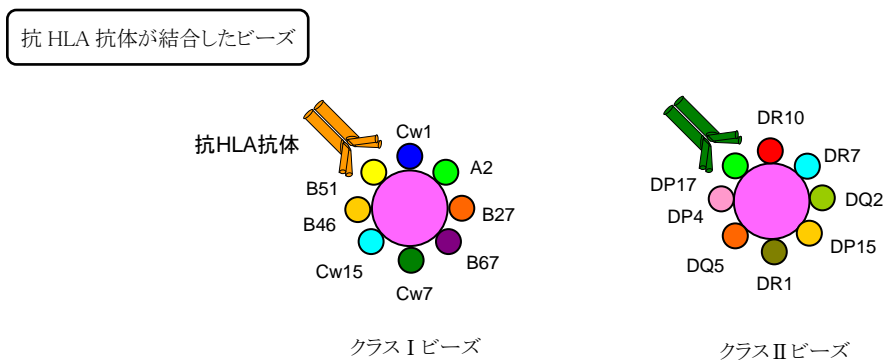 抗 HLA 抗体が結合したビーズ
抗HLA抗体
Cw1
A2
B51
B27
B46
B67
Cw15
Cw7
クラス I ビーズ
DR10
DR7
DP17
DQ2
DP4
DP15
DQ5
DR1
クラスⅡビーズ